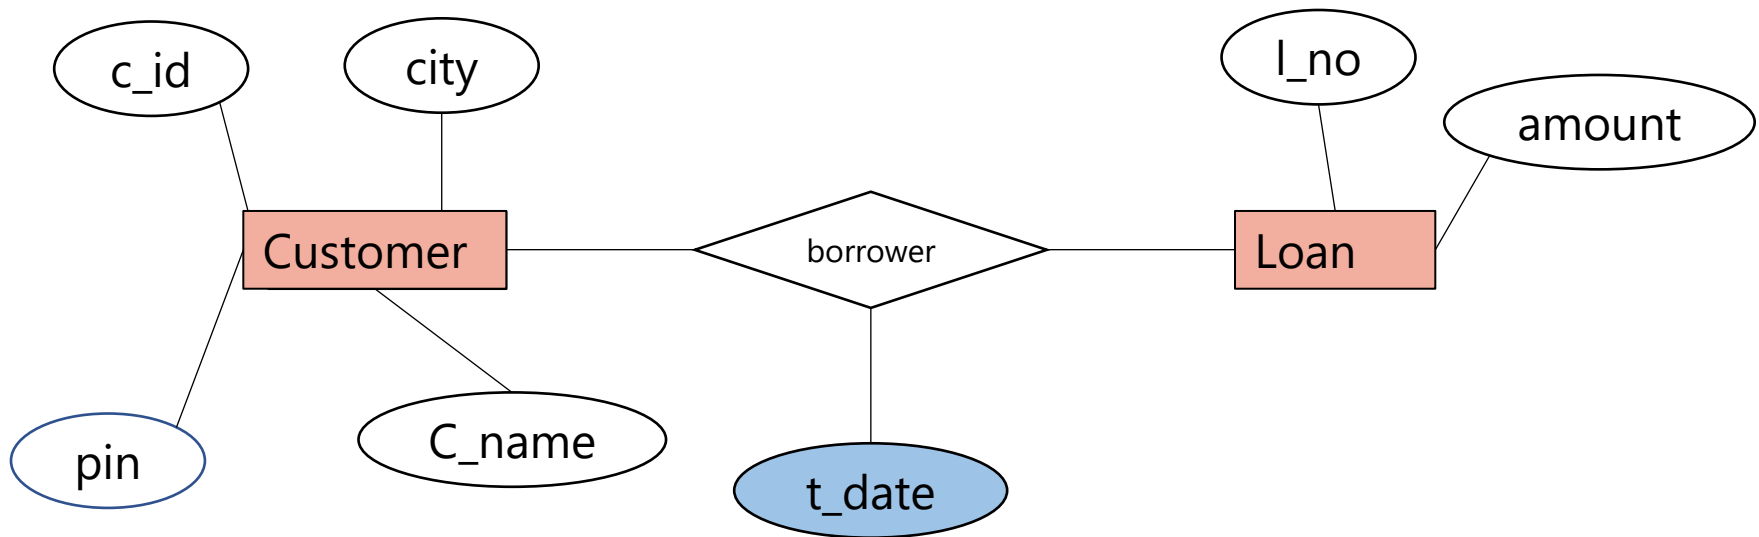 c_id
city
l_no
amount
Customer
borrower
Loan
pin
C_name
t_date